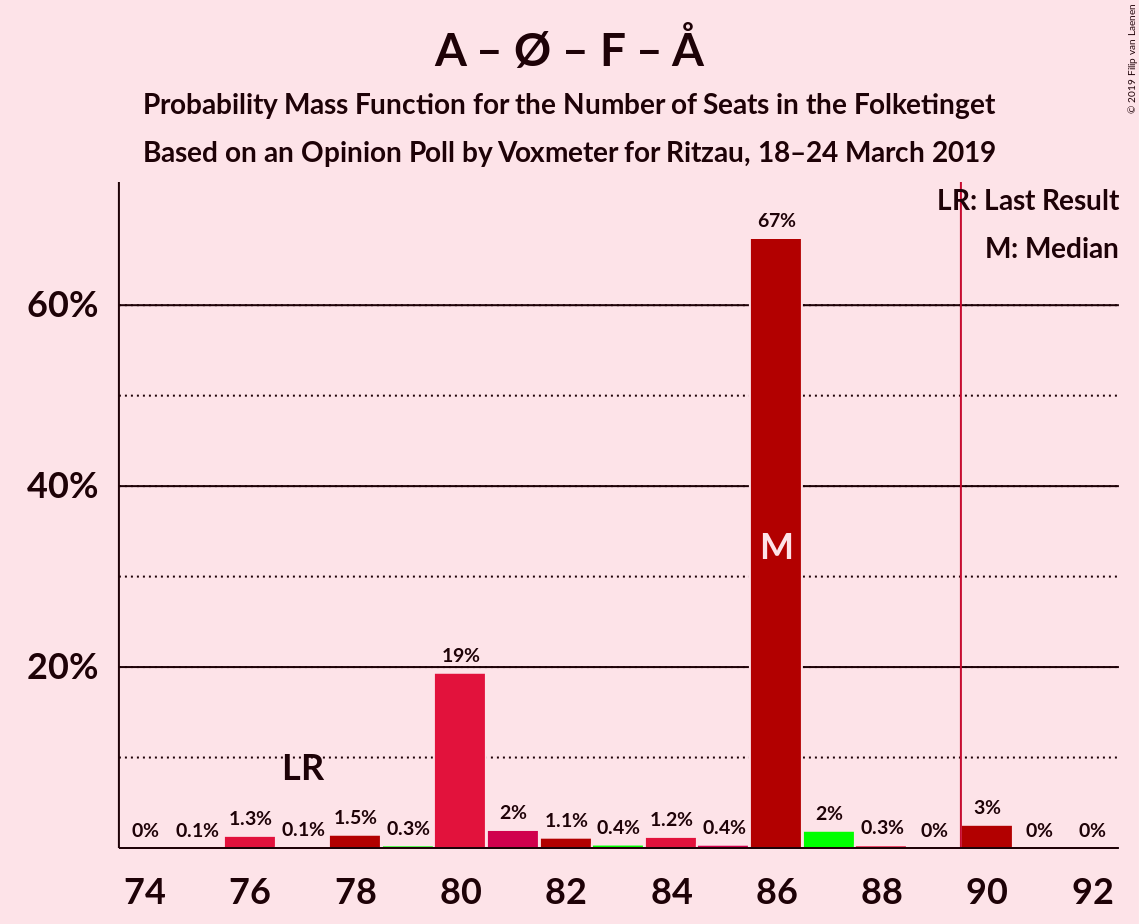 A – Ø – F – Å
Probability Mass Function for the Number of Seats in the Folketinget
Based on an Opinion Poll by Voxmeter for Ritzau, 18–24 March 2019
© 2019 Filip van Laenen
LR: Last Result
M: Median
67%
60%
40%
M
19%
20%
LR
0% 0.1% 1.3% 0.1% 1.5% 0.3% 2% 1.1% 0.4% 1.2% 0.4% 2% 0.3% 0% 3% 0% 0%
74 76 78 80 82 84 86 88 90 92